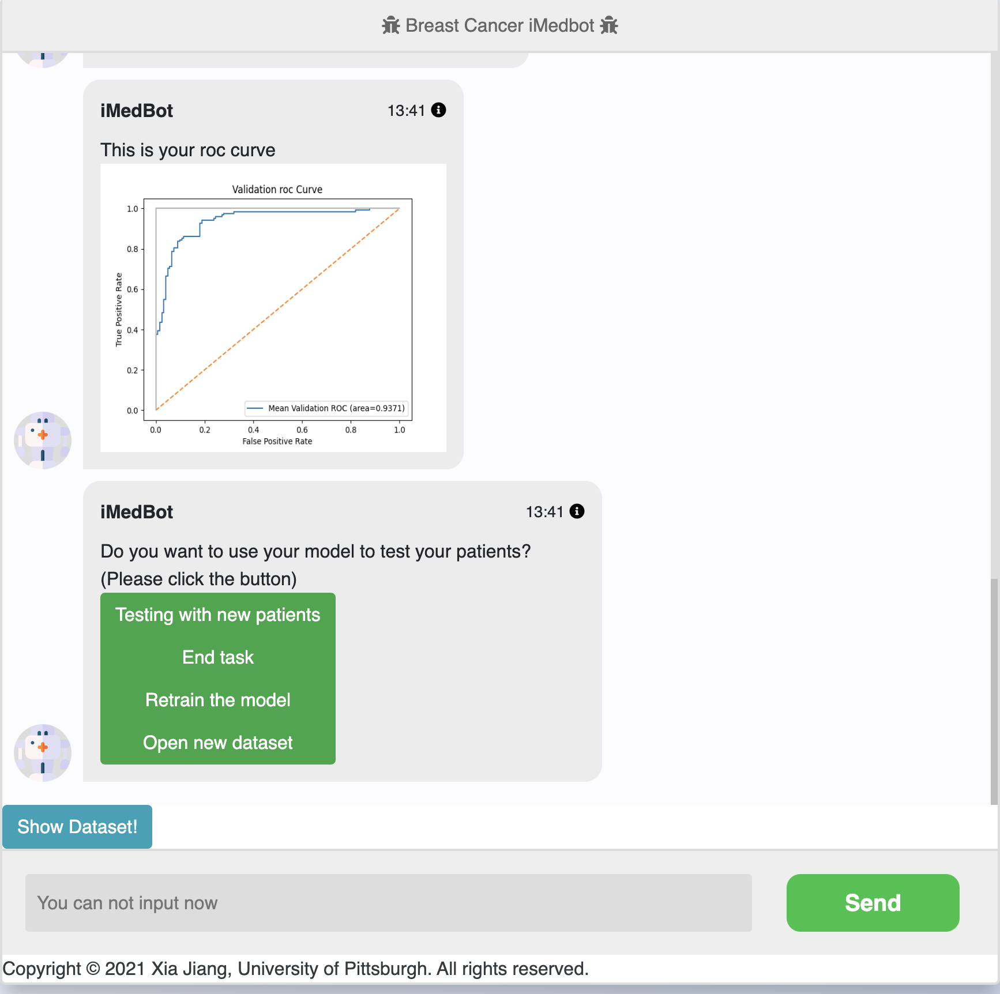 Breast Cancer iMedbot
iMedBot 13:41
This is your roc curve
Validation roc Curve
1.0
0.8
0.6
0.4
0.2
0.0
True Positive Rate
Mean Validation ROC (area=0.9371)
0.0 0.2 0.4 0.6 0.8 1.0
False Positive Rate
iMedBot 13:41
Do you want to use your model to test your patients?
(Please click the button)
Testing with new patients
End task
Retrain the model
Open new dataset
Show Dataset!
You can not input now
Send
Copyright © 2021 Xia Jiang, University of Pittsburgh. All rights reserved.